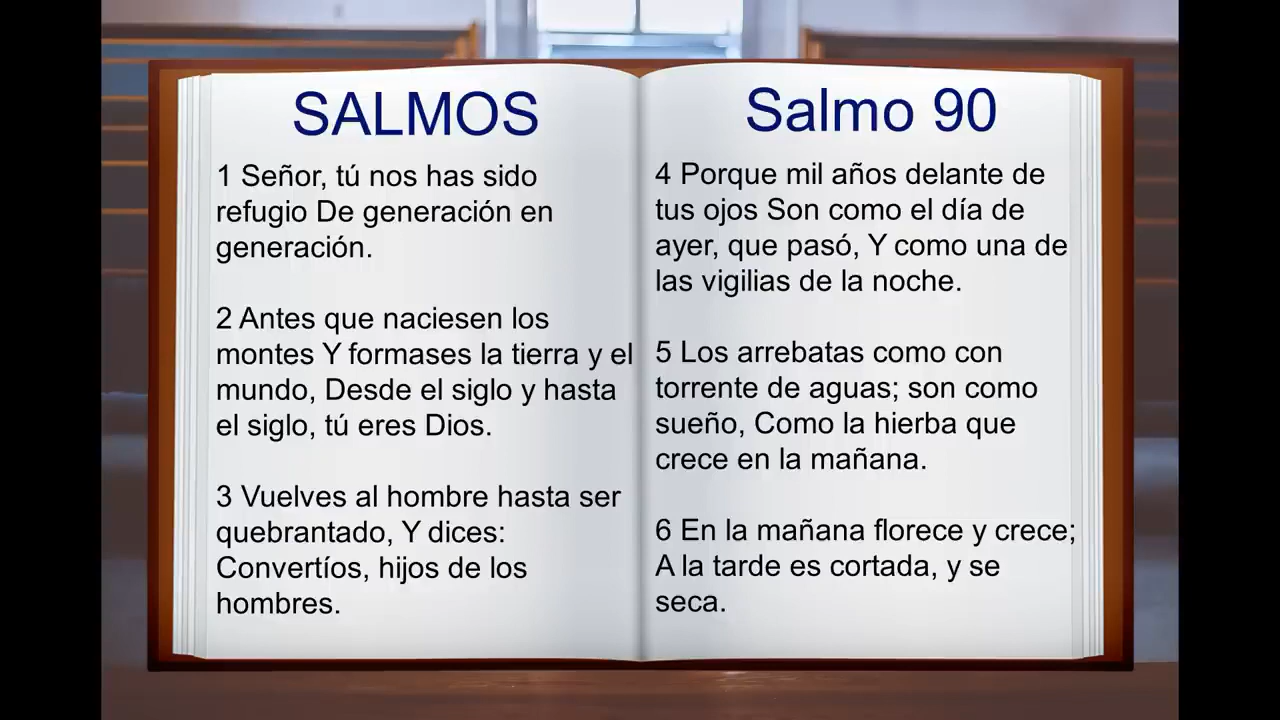 SALMOS
1 Señor, tú nos has sido
refugio De generación en
generación.
2 Antes que naciesen los
montes Y formases la tierra y el
mundo, Desde el siglo y hasta
el siglo, tú eres Dios.
3 Vuelves al hombre hasta ser
quebrantado, Y dices:
Convertíos, hijos de los
hombres.
Salmo 90
4 Porque mil años delante de
tus ojos Son como el día de
ayer, que pasó, Y como una de
las vigilias de la noche.
5 Los arrebatas como con
torrente de aguas; son como
sueño, Como la hierba que
crece en la mañana.
6 En la mañana florece y crece;
A la tarde es cortada, y se
seca.